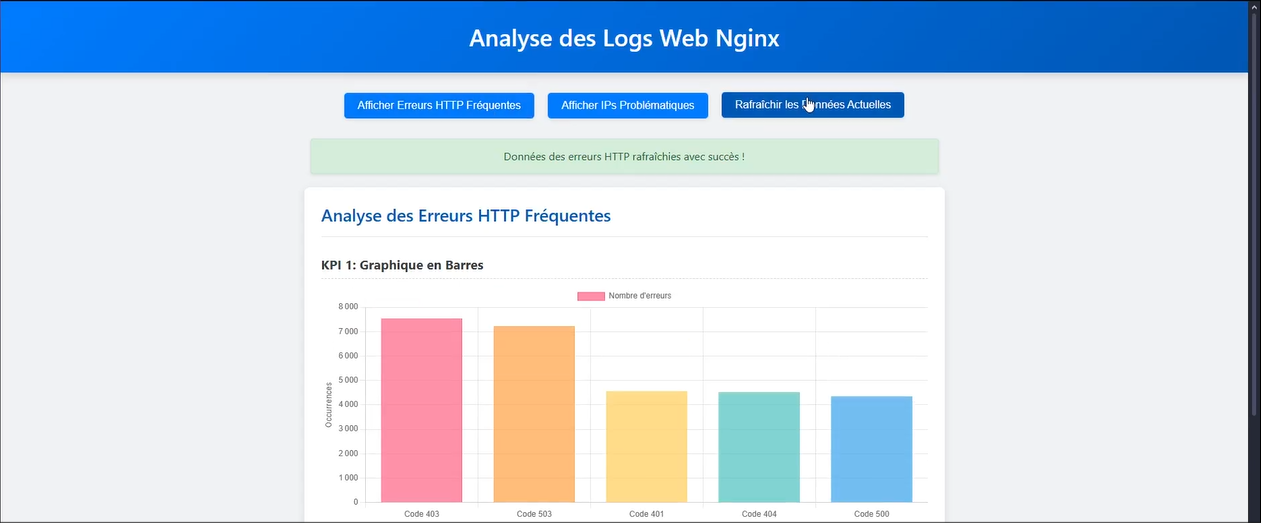 Analyse des Logs Web Nginx
Afficher Erreurs HTTP Fréquentes
Afficher IPs Problématiques
Rafraîchir les Données Actuelles
Données des erreurs HTTP rafraîchies avec succès !
Analyse des Erreurs HTTP Fréquentes
KPI 1: Graphique en Barres
Nombre d'erreurs
8 000
7 000
6 000
5 000
4 000
3 000
2 000
1 000
0
Occurrences
Code 403
Code 503
Code 401
Code 404
Code 500